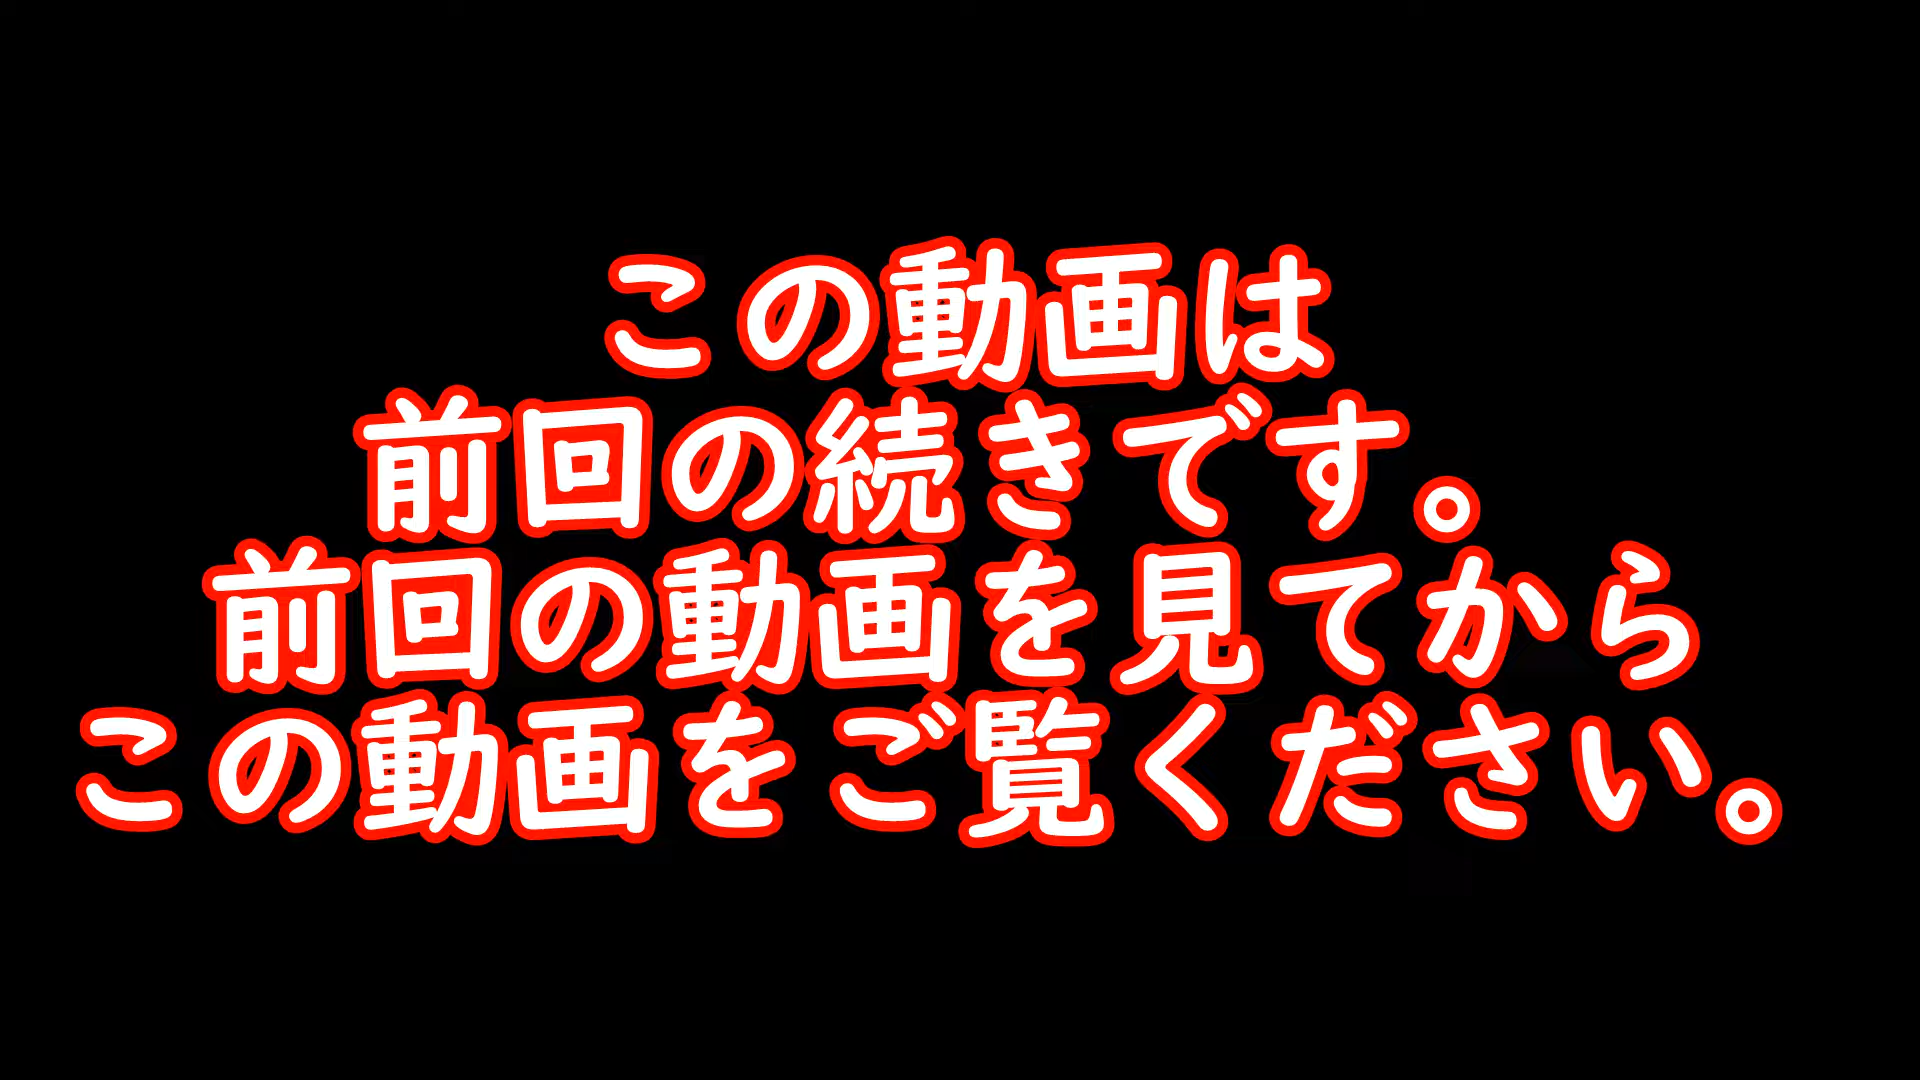 この動画は
前回の続きです。
前回の動画を見てから
この動画をご覧ください。